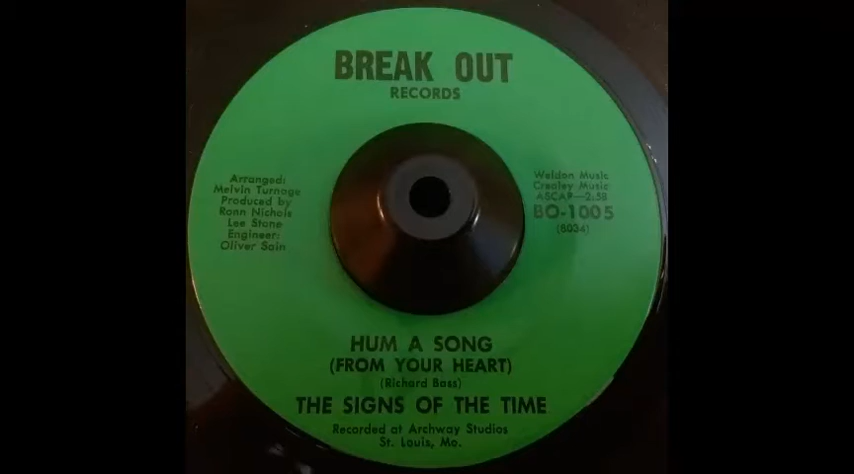 BREAK OUT
RECORDS
Arranged:
Melvin Turnage
Produced by
Ronn Nichols
Lee Stone
Engineer:
Oliver Sain
Weldon Music
Creoley Music
ASCAP—2:58
BO-1005
(8034)
HUM A SONG
(FROM YOUR HEART)
(Richard Bass)
THE SIGNS OF THE TIME
Recorded at Archway Studios
St. Louis, Mo.